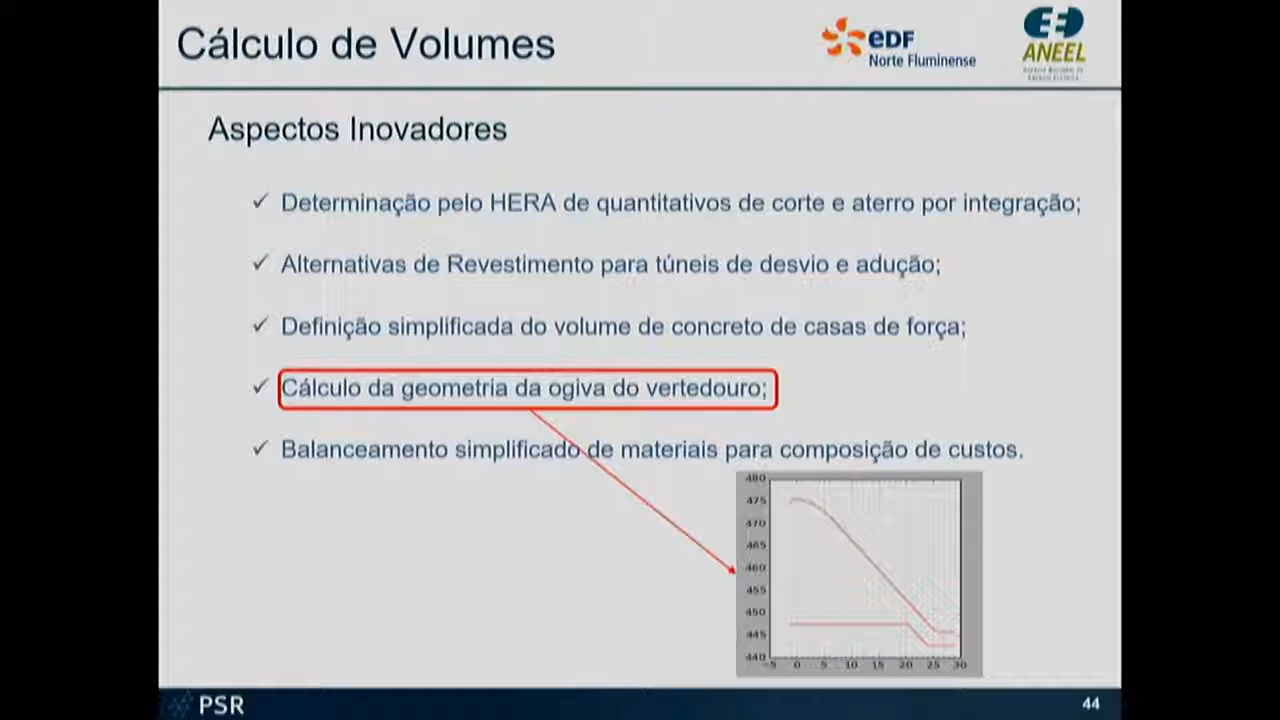 Cálculo de Volumes
eDF
Norte Fluminense
ANEEL
Aspectos Inovadores
✓ Determinação pelo HERA de quantitativos de corte e aterro por integração;
✓ Alternativas de Revestimento para túneis de desvio e adução;
✓ Definição simplificada do volume de concreto de casas de força;
✓ Cálculo da geometria da ogiva do vertedouro;
✓ Balanceamento simplificado de materiais para composição de custos.
480
475
470
465
460
455
450
445
440
-5 0 5 10 15 20 25 30
PSR
44